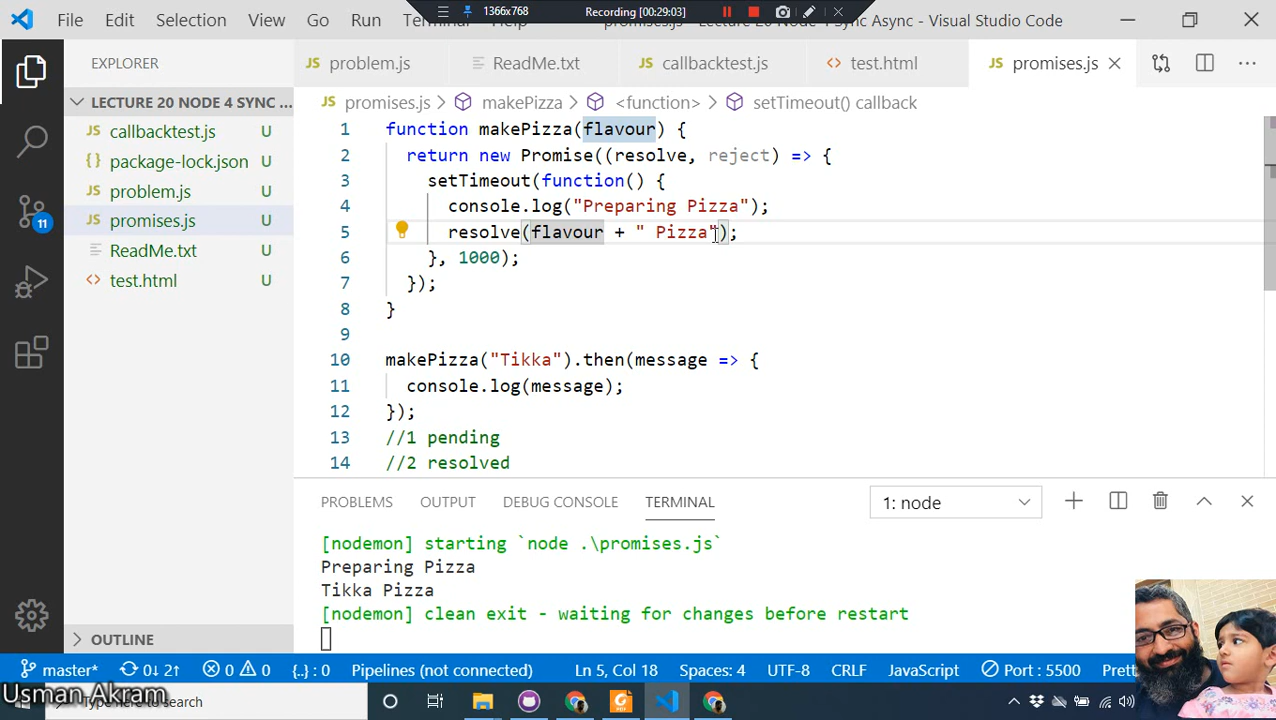 File Edit Selection View Go Run Terminal Help promises.js - Lecture 20 Node 4 Sync Async - Visual Studio Code
1366x768 Recording [00:29:03]
EXPLORER
LECTURE 20 NODE 4 SYNC ...
callbacktest.js U
package-lock.json U
problem.js U
promises.js U
ReadMe.txt U
test.html U
OUTLINE
11
problem.js ReadMe.txt callbacktest.js test.html promises.js
promises.js > makePizza > <function> > setTimeout() callback
1 function makePizza(flavour) {
2 return new Promise((resolve, reject) => {
3 setTimeout(function() {
4 console.log("Preparing Pizza");
5 resolve(flavour + " Pizza");
6 }, 1000);
7 });
8 }
9
10 makePizza("Tikka").then(message => {
11 console.log(message);
12 });
13 //1 pending
14 //2 resolved
PROBLEMS OUTPUT DEBUG CONSOLE TERMINAL 1: node
[nodemon] starting `node .\promises.js`
Preparing Pizza
Tikka Pizza
[nodemon] clean exit - waiting for changes before restart
master* 0↓ 2↑ 0 0 {..} : 0 Pipelines (not connected) Ln 5, Col 18 Spaces: 4 UTF-8 CRLF JavaScript Port : 5500
Usman Akram
here to search